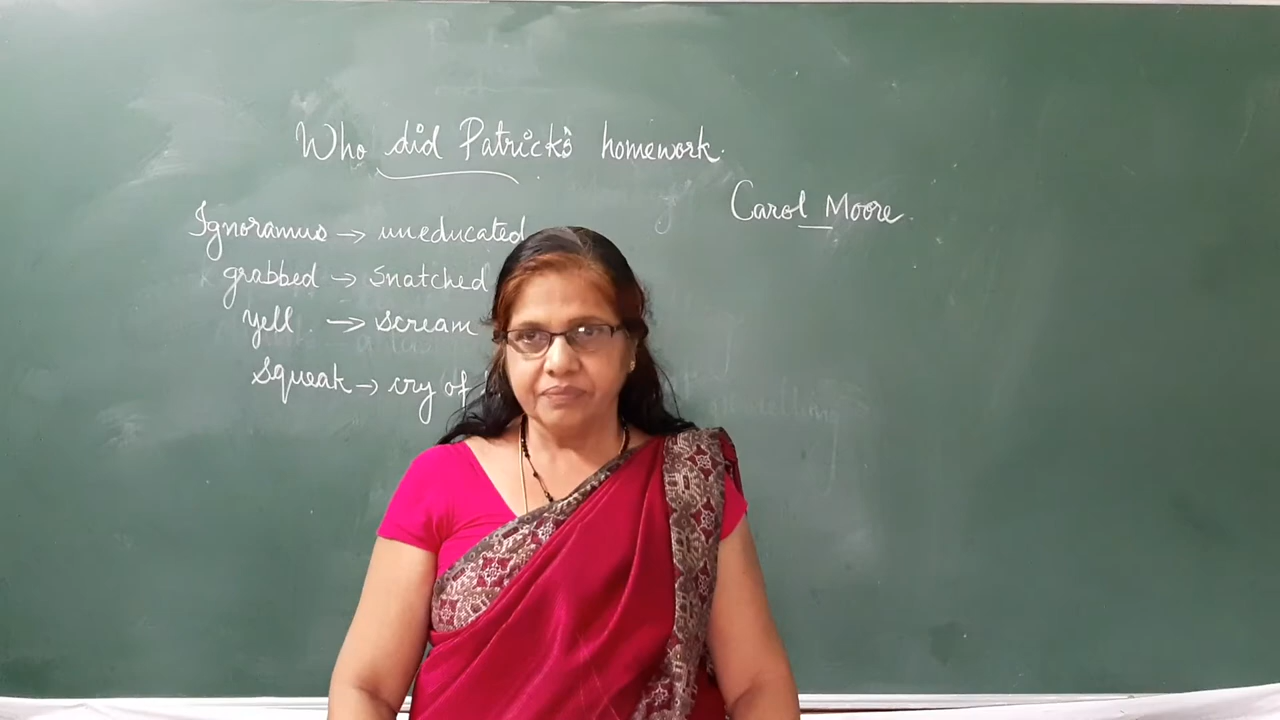 Who did Patrick's homework.
Carol Moore.
Ignoramus → uneducated
grabbed → snatched
yell → scream
squeak → cry of